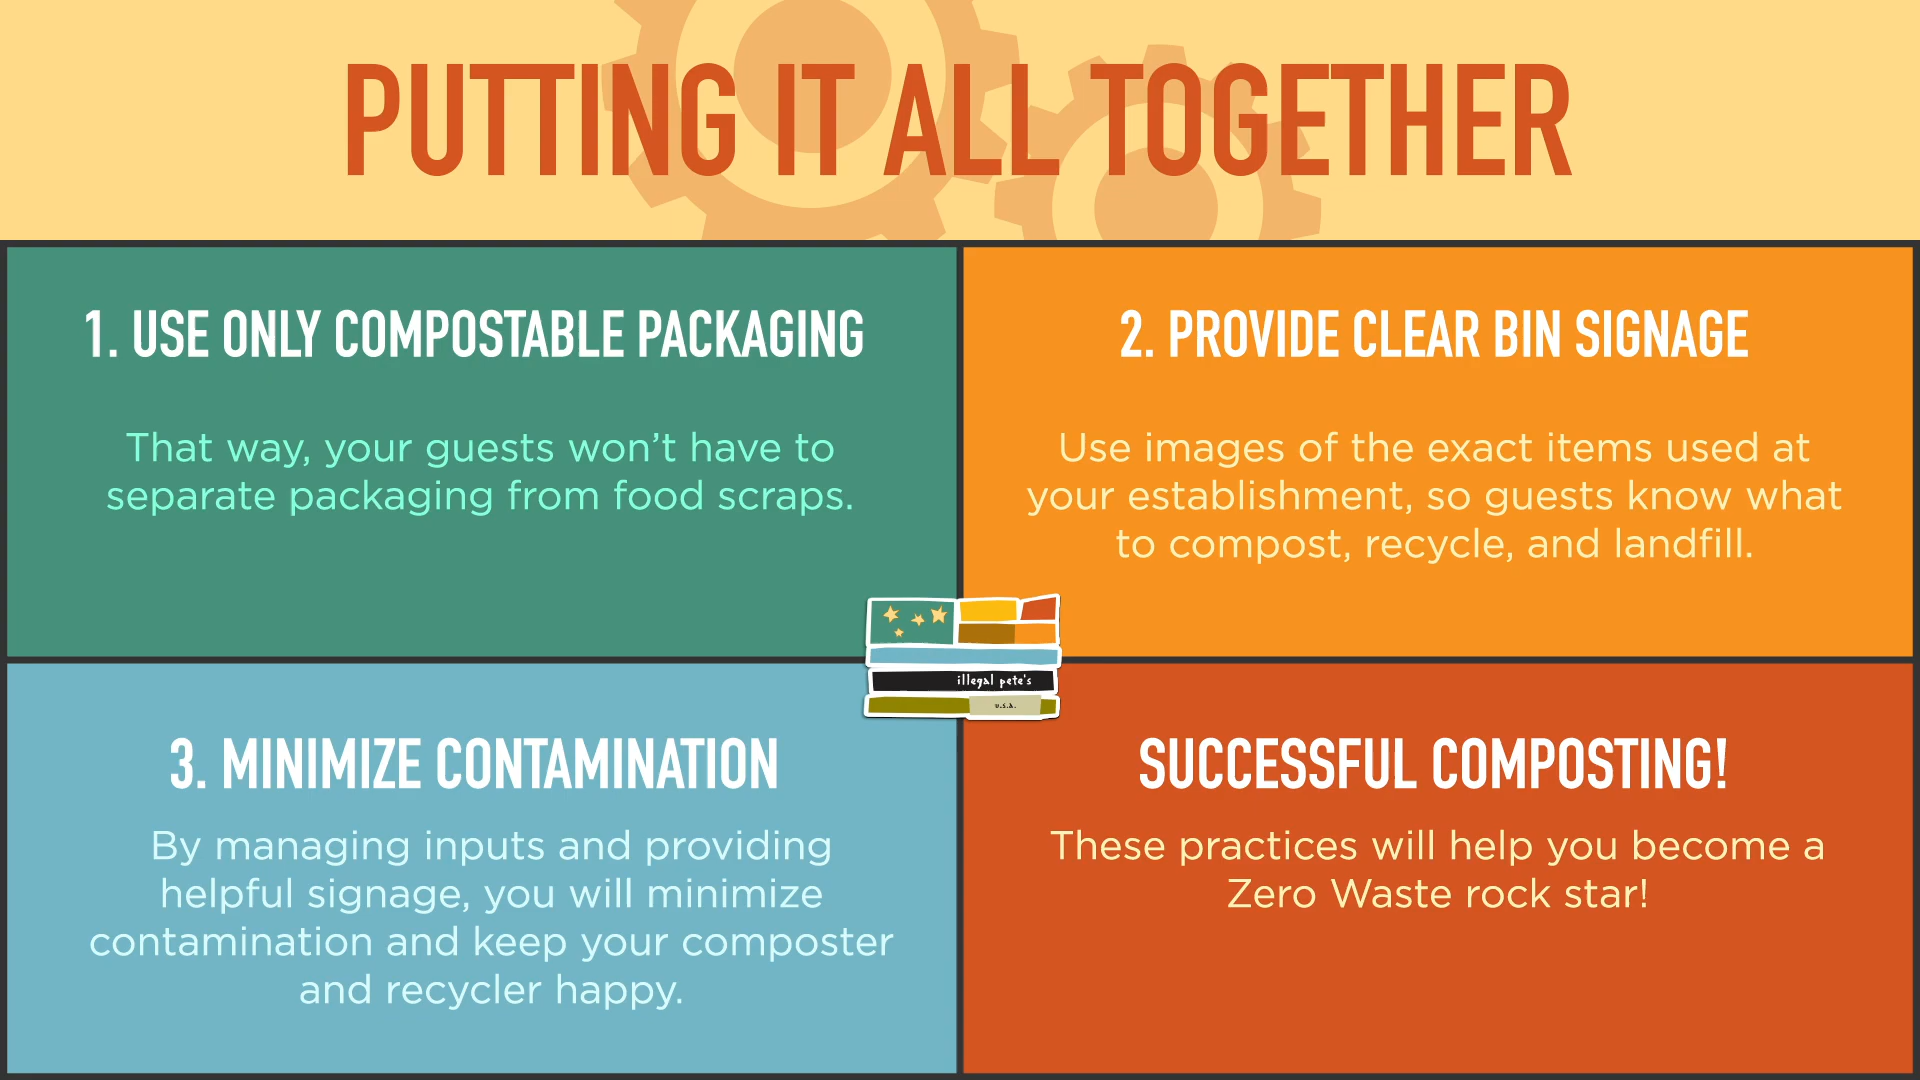 PUTTING IT ALL TOGETHER
1. USE ONLY COMPOSTABLE PACKAGING
That way, your guests won’t have to
separate packaging from food scraps.
2. PROVIDE CLEAR BIN SIGNAGE
Use images of the exact items used at
your establishment, so guests know what
to compost, recycle, and landfill.
illegal pete's
U.S.A.
3. MINIMIZE CONTAMINATION
By managing inputs and providing
helpful signage, you will minimize
contamination and keep your composter
and recycler happy.
SUCCESSFUL COMPOSTING!
These practices will help you become a
Zero Waste rock star!